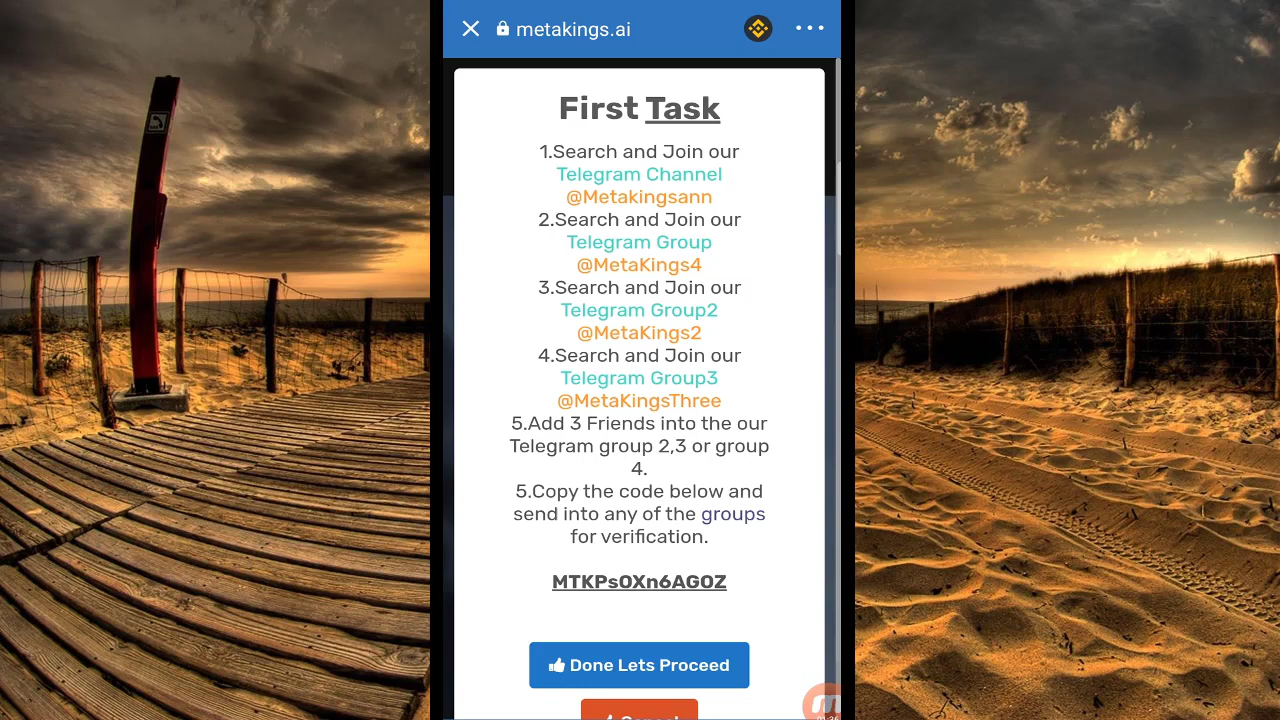 metakings.ai
First Task
1.Search and Join our
Telegram Channel
@Metakingsann
2.Search and Join our
Telegram Group
@MetaKings4
3.Search and Join our
Telegram Group2
@MetaKings2
4.Search and Join our
Telegram Group3
@MetaKingsThree
5.Add 3 Friends into the our
Telegram group 2,3 or group
4.
5.Copy the code below and
send into any of the groups
for verification.
MTKPsOXn6AGOZ
Done Lets Proceed